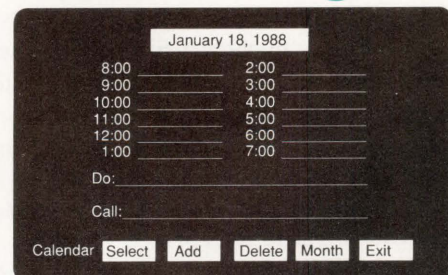 January 18, 1988
8:00 2:00
9:00 3:00
10:00 4:00
11:00 5:00
12:00 6:00
1:00 7:00
Do:
Call:
Calendar Select Add Delete Month Exit